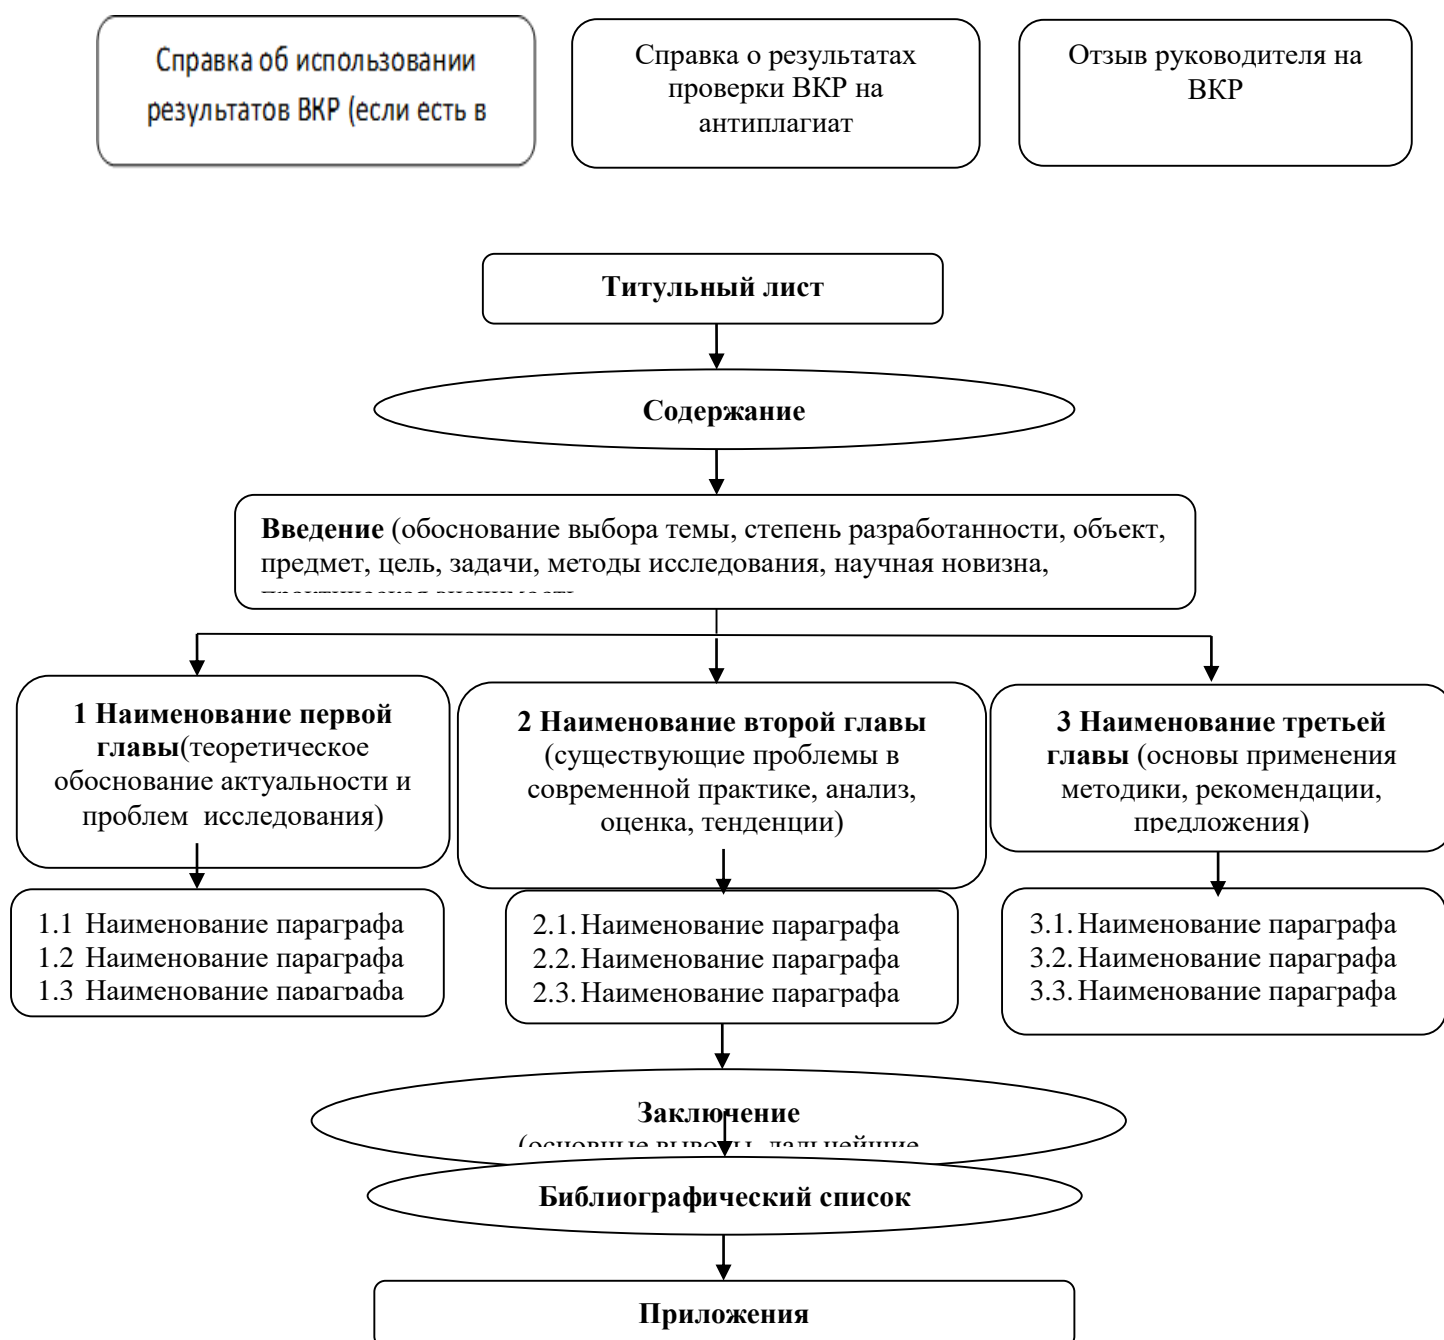 Справка об использовании
результатов ВКР (если есть в
Справка о результатах
проверки ВКР на
антиплагиат
Отзыв руководителя на
ВКР
Титульный лист
Содержание
Введение (обоснование выбора темы, степень разработанности, объект,
предмет, цель, задачи, методы исследования, научная новизна,
практическая значимость
1 Наименование первой
главы(теоретическое
обоснование актуальности и
проблем  исследования)
2 Наименование второй главы
(существующие проблемы в
современной практике, анализ,
оценка, тенденции)
3 Наименование третьей
главы (основы применения
методики, рекомендации,
предложения)
1.1 Наименование параграфа
1.2 Наименование параграфа
1.3 Наименование параграфа
2.1. Наименование параграфа
2.2. Наименование параграфа
2.3. Наименование параграфа
3.1. Наименование параграфа
3.2. Наименование параграфа
3.3. Наименование параграфа
Заключение
(основные выводы, дальнейшие
Библиографический список
Приложения